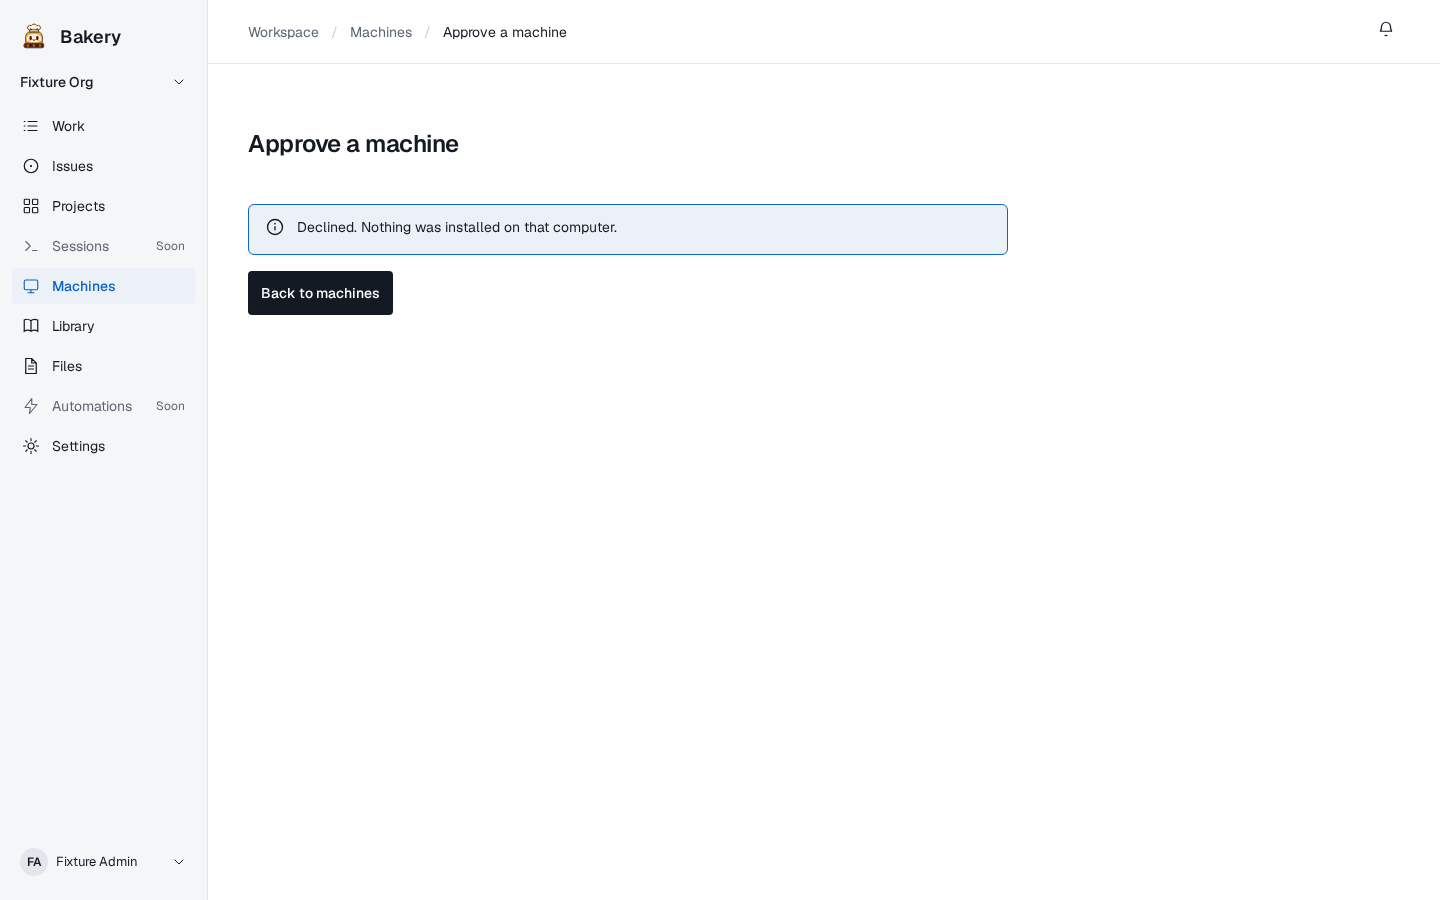 Bakery
Fixture Org
Work
Issues
Projects
Sessions Soon
Machines
Library
Files
Automations Soon
Settings
FA Fixture Admin
Workspace / Machines / Approve a machine
Approve a machine
Declined. Nothing was installed on that computer.
Back to machines